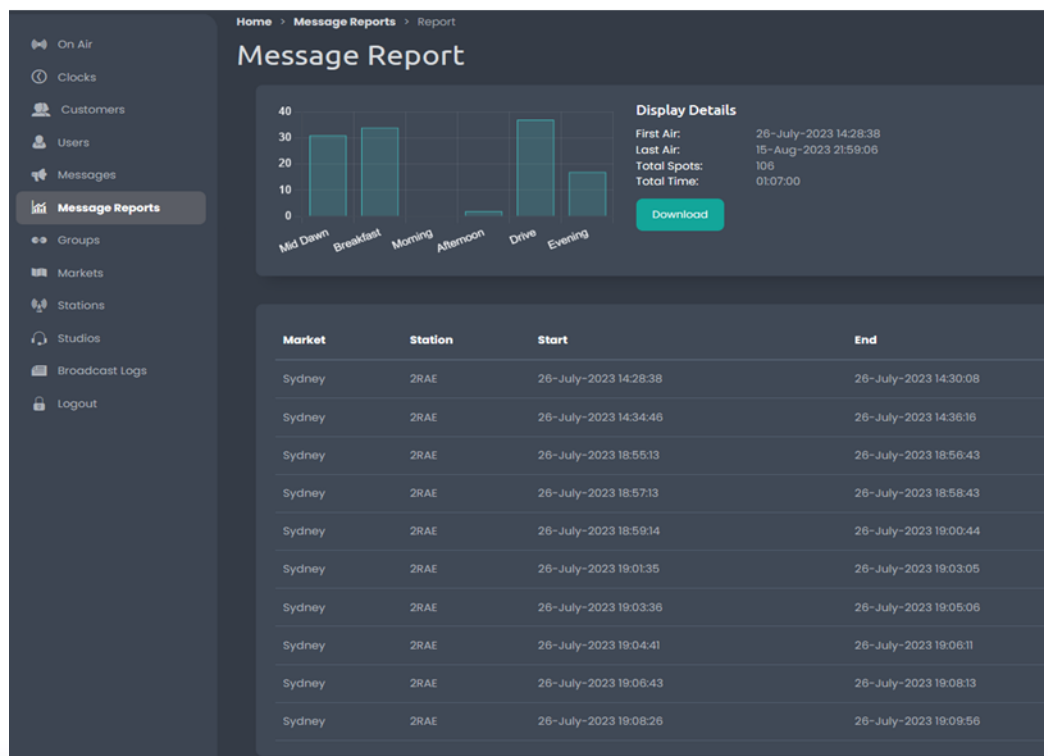 Home > Message Reports > Report
Message Report
On Air
Clocks
Customers
Users
Messages
Message Reports
Groups
Markets
Stations
Studios
Broadcast Logs
Logout
40
30
20
10
0
Mid Dawn
Breakfast
Morning
Afternoon
Drive
Evening
Display Details
First Air: 26-July-2023 14:28:38
Last Air: 15-Aug-2023 21:59:06
Total Spots: 106
Total Time: 01:07:00
Download
Market Station Start End
Sydney 2RAE 26-July-2023 14:28:38 26-July-2023 14:30:08
Sydney 2RAE 26-July-2023 14:34:46 26-July-2023 14:36:16
Sydney 2RAE 26-July-2023 18:55:13 26-July-2023 18:56:43
Sydney 2RAE 26-July-2023 18:57:13 26-July-2023 18:58:43
Sydney 2RAE 26-July-2023 18:59:14 26-July-2023 19:00:44
Sydney 2RAE 26-July-2023 19:01:35 26-July-2023 19:03:05
Sydney 2RAE 26-July-2023 19:03:36 26-July-2023 19:05:06
Sydney 2RAE 26-July-2023 19:04:41 26-July-2023 19:06:11
Sydney 2RAE 26-July-2023 19:06:43 26-July-2023 19:08:13
Sydney 2RAE 26-July-2023 19:08:26 26-July-2023 19:09:56